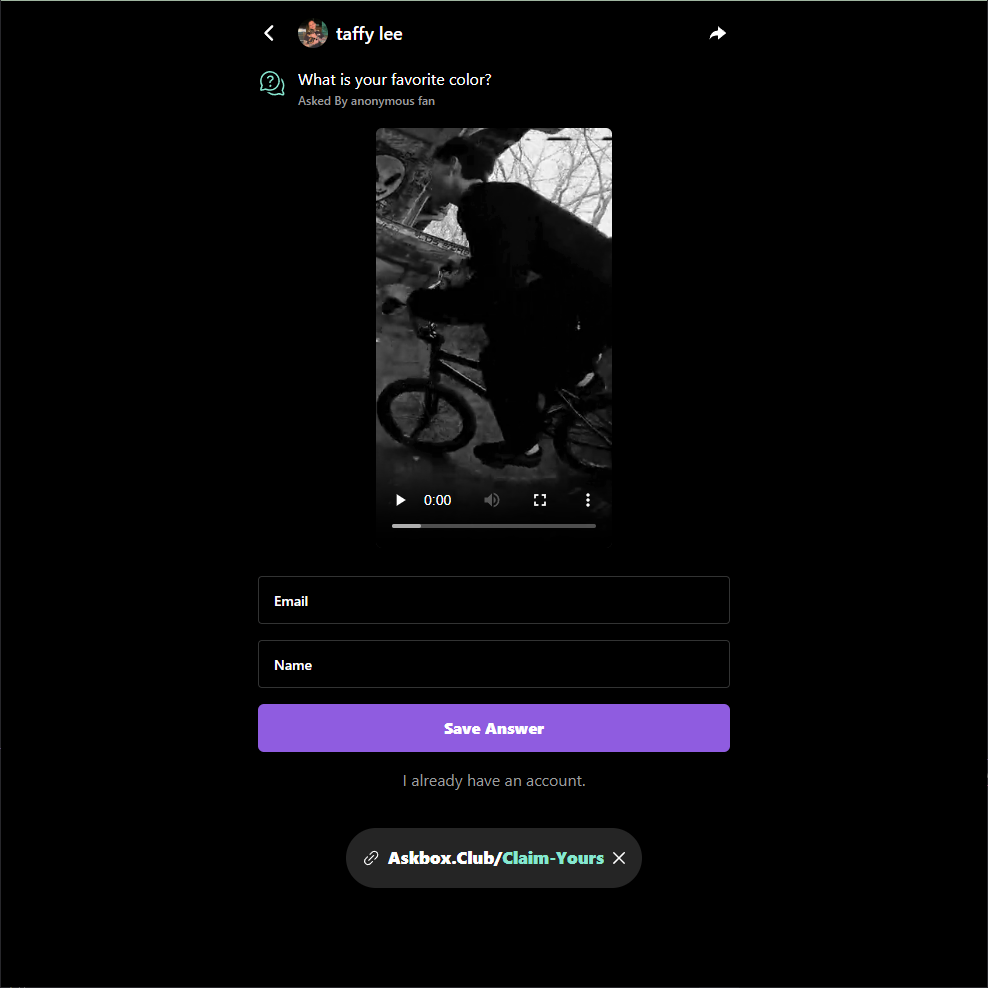 taffy lee
What is your favorite color?
Asked By anonymous fan
0:00
Email
Name
Save Answer
I already have an account.
Askbox.Club/Claim-Yours